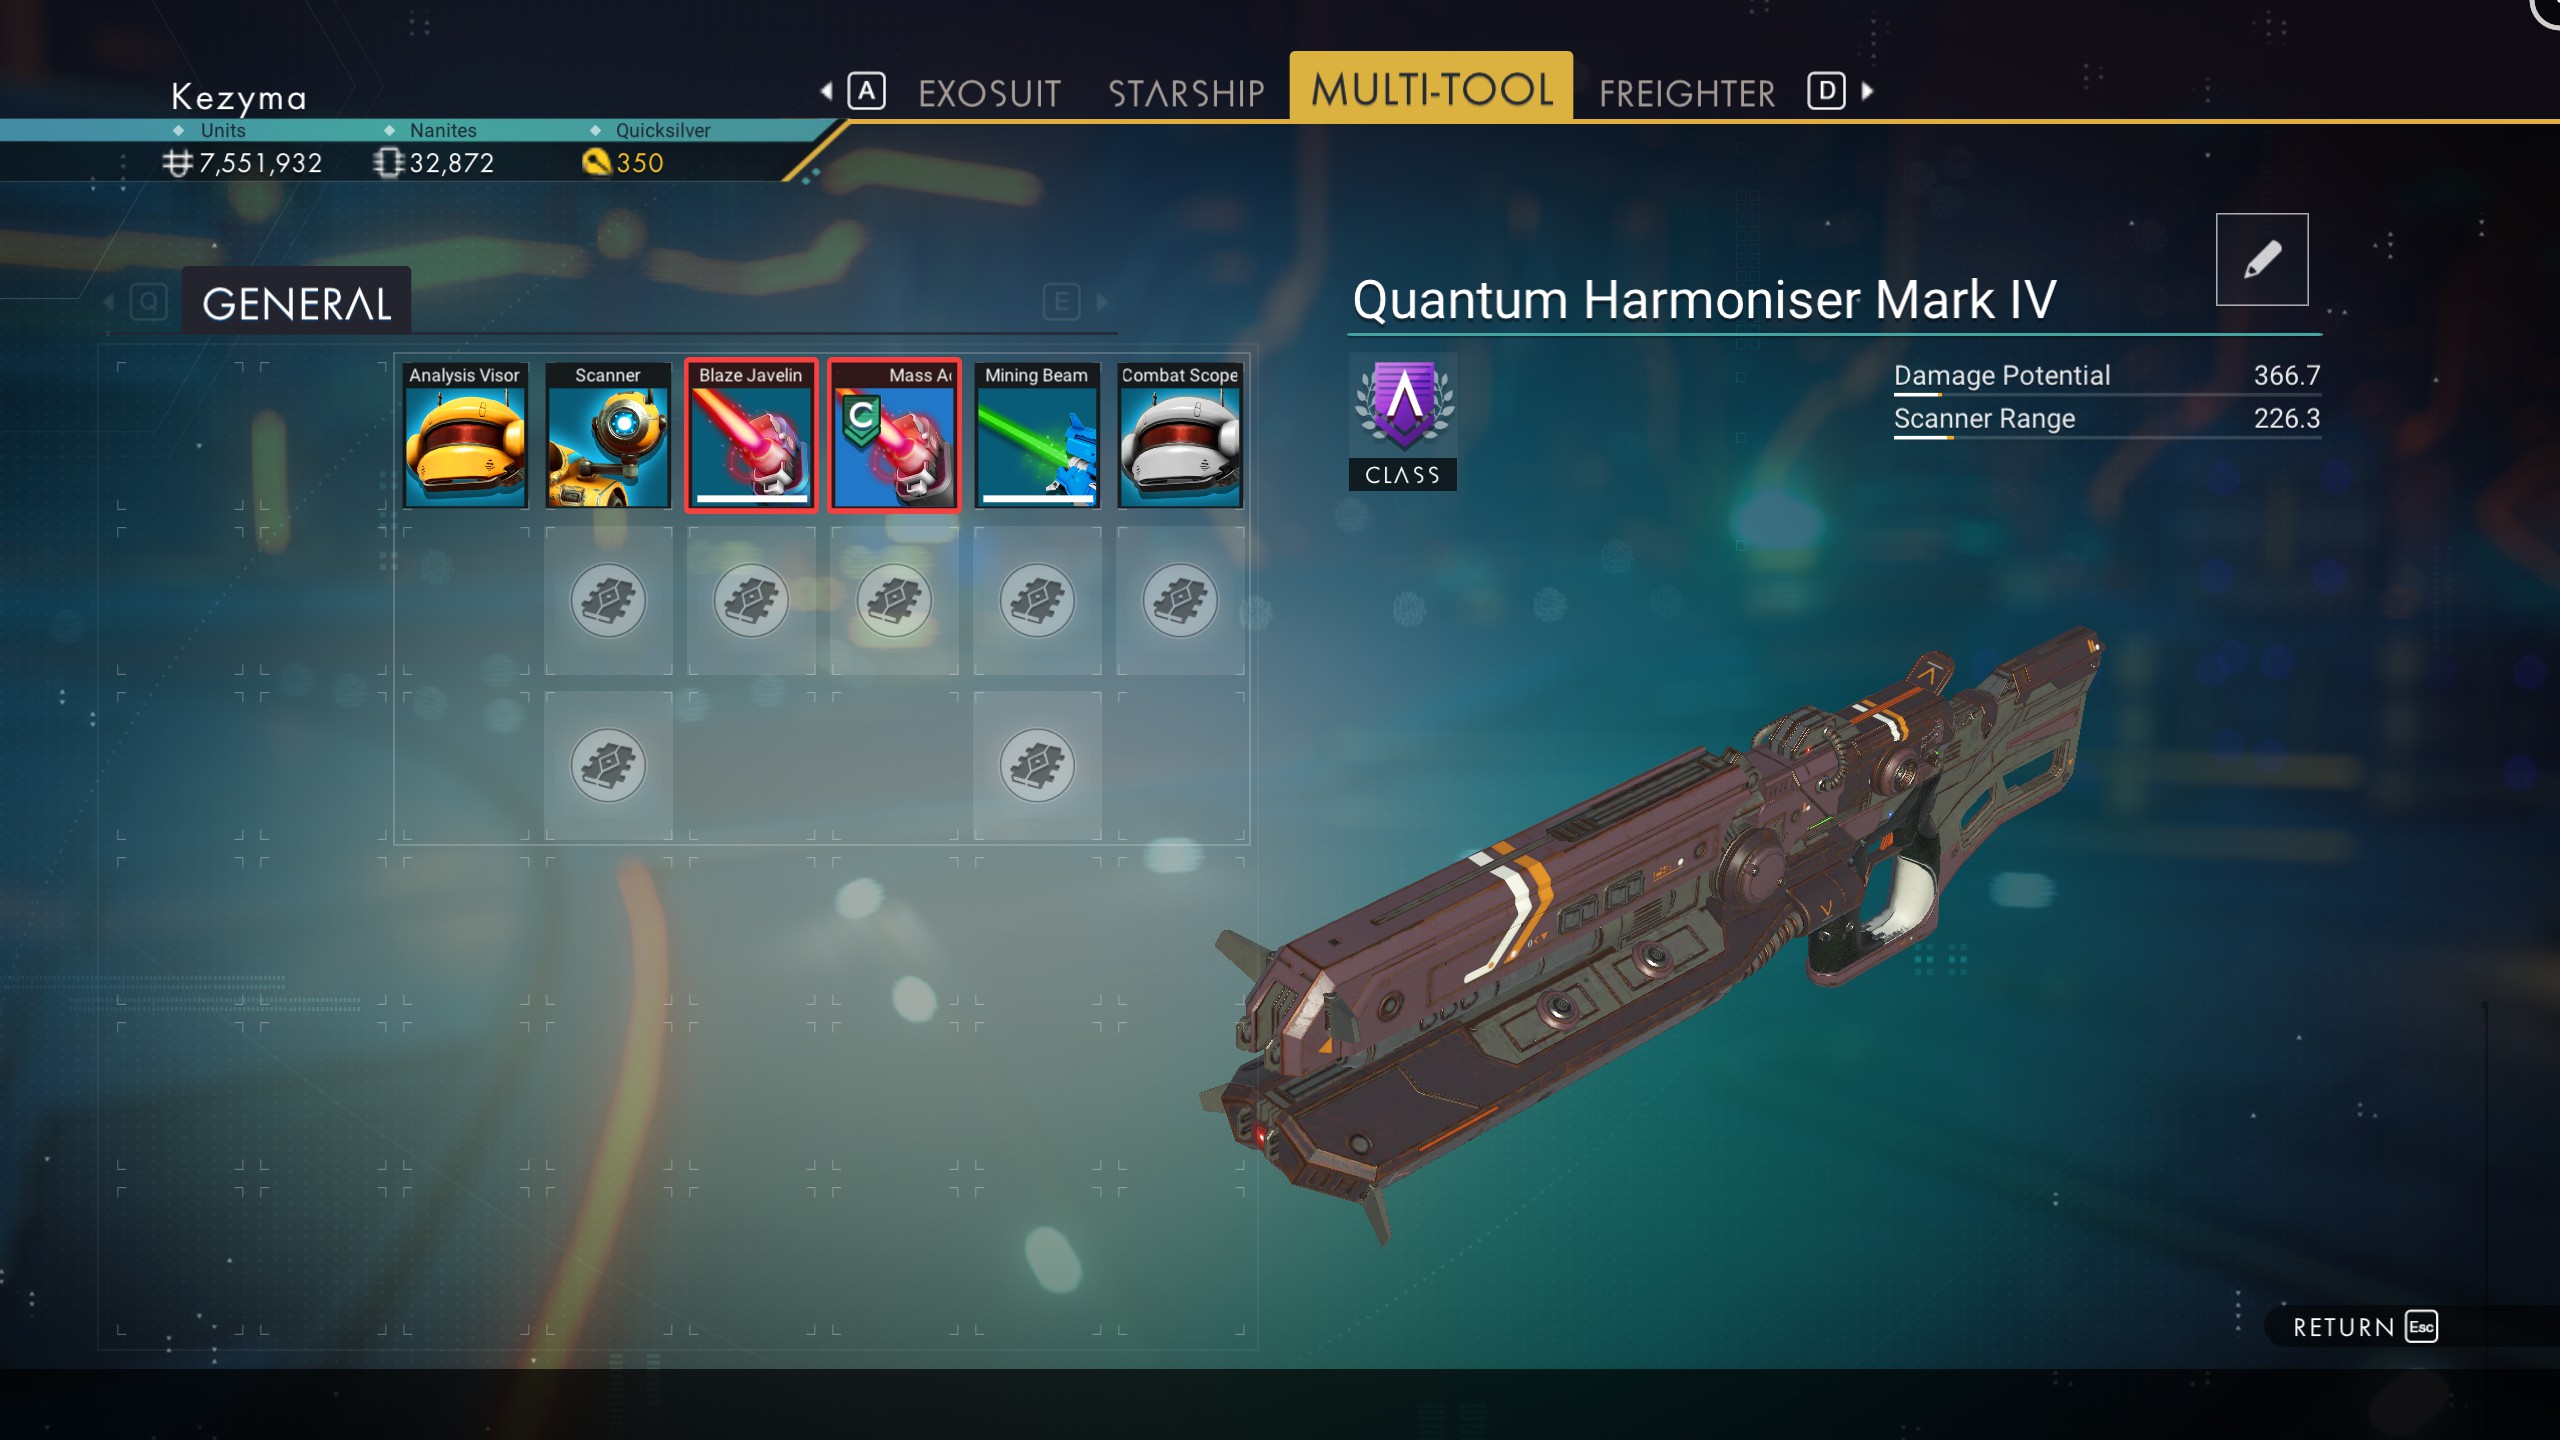 Kezyma
Units Nanites Quicksilver
7,551,932 32,872 350
A EXOSUIT STARSHIP MULTI-TOOL FREIGHTER D
Q GENERAL E
Analysis Visor Scanner Blaze Javelin Mass Ac Mining Beam Combat Scope
C
Quantum Harmoniser Mark IV
CLASS
Damage Potential 366.7
Scanner Range 226.3
RETURN Esc